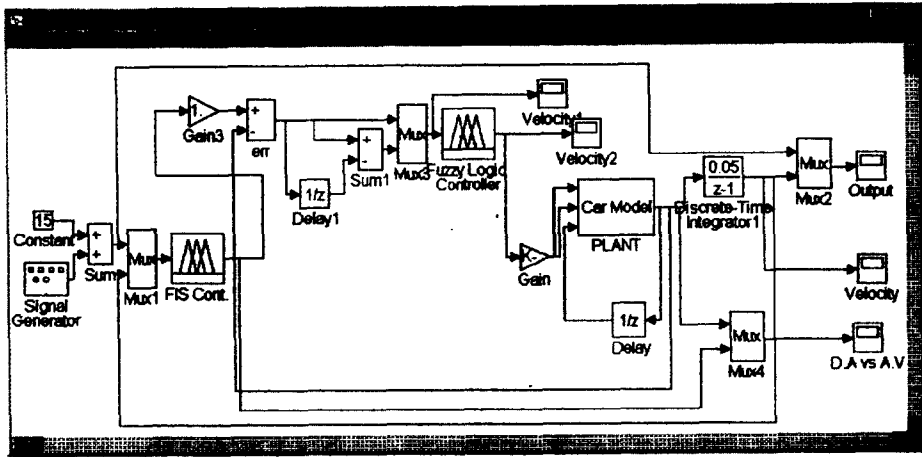 1.
Gain3
+
-
err
1/z
Delay1
+
-
Sum1
Mux
Mux3
Fuzzy Logic
Controller
Velocity1
Velocity2
15
Constant
Signal
Generator
+
+
Sum
Mux
Mux1
FIS Cont.
K-
Gain
Car Model
PLANT
1/z
Delay
0.05
z-1
Discrete-Time
Integrator1
Mux
Mux2
Output
Velocity
Mux
Mux4
D.A vs A.V